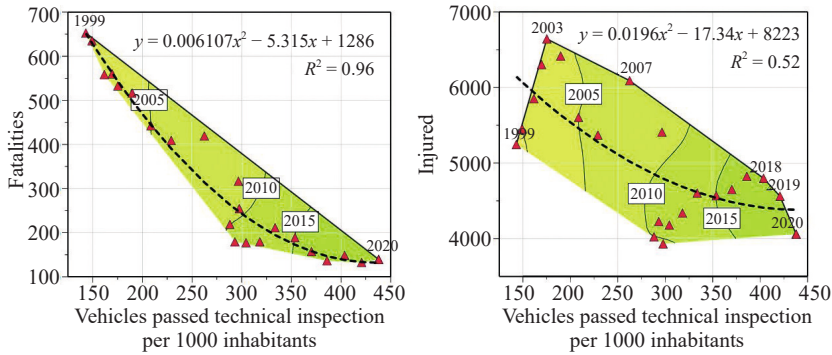 700
600
500
400
300
200
100
Fatalities
1999
y = 0.006107x² − 5.315x + 1286
R² = 0.96
2005
2010
2015
2020
150 200 250 300 350 400 450
Vehicles passed technical inspection
per 1000 inhabitants
7000
6000
5000
4000
Injured
2003
y = 0.0196x² − 17.34x + 8223
R² = 0.52
2007
2005
1999
2018
2010
2019
2015
2020
150 200 250 300 350 400 450
Vehicles passed technical inspection
per 1000 inhabitants